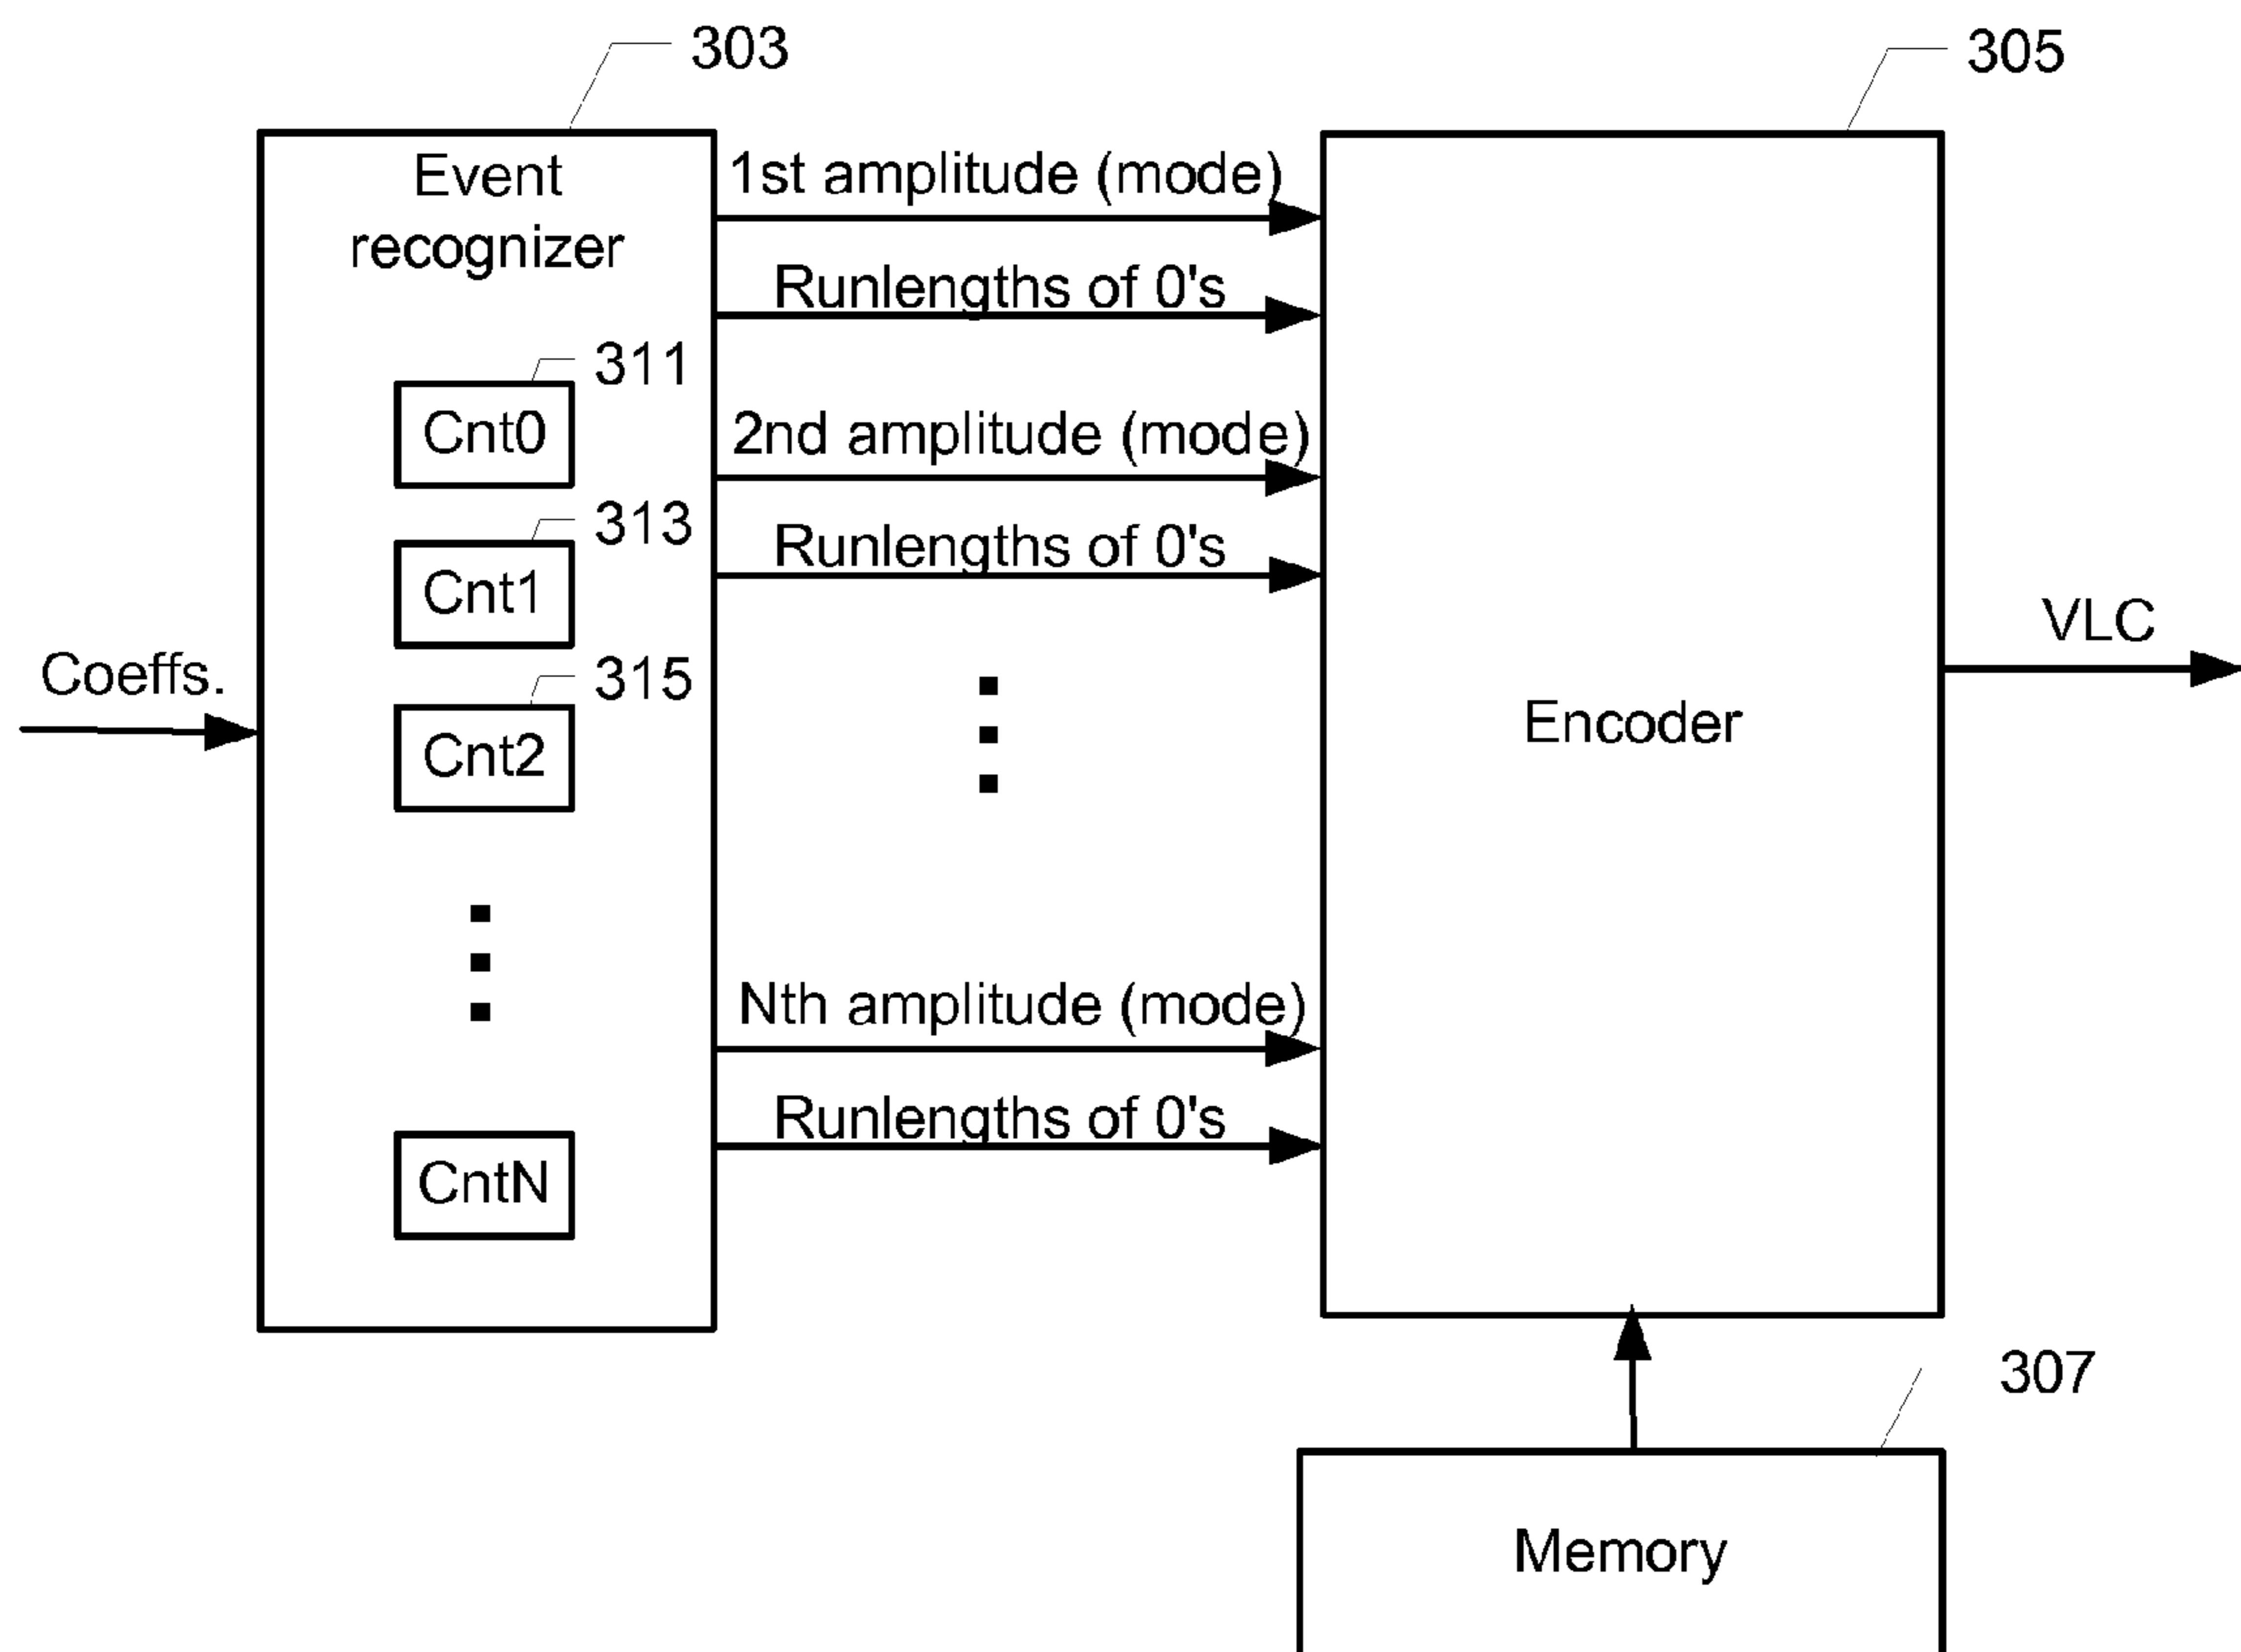 303
305
Event
recognizer
1st amplitude (mode)
Runlengths of 0's
311
Cnt0
2nd amplitude (mode)
313
Runlengths of 0's
Cnt1
VLC
Coeffs.
315
Cnt2
Encoder
Nth amplitude (mode)
Runlengths of 0's
CntN
307
Memory